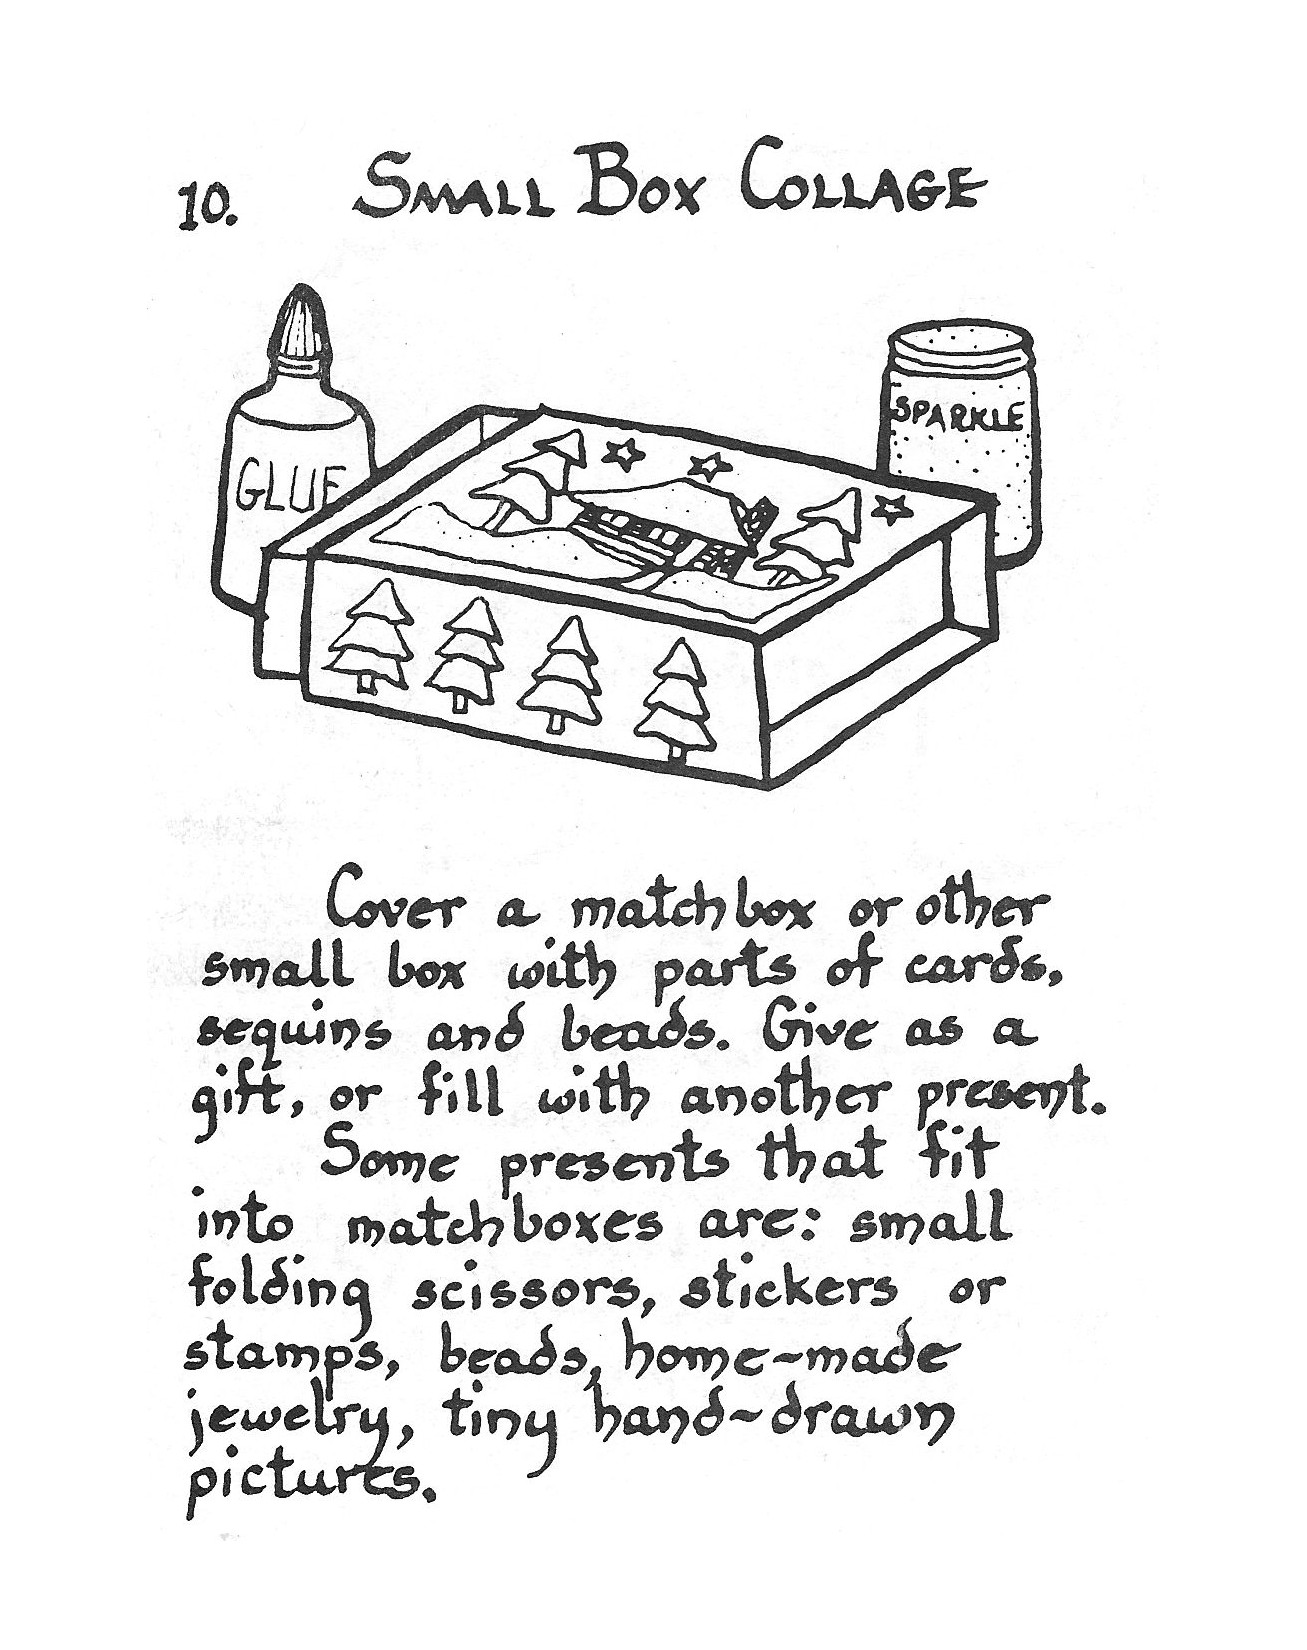 10. Small Box Collage
GLUE
SPARKLE
Cover a matchbox or other
small box with parts of cards,
sequins and beads. Give as a
gift, or fill with another present.
Some presents that fit
into matchboxes are: small
folding scissors, stickers or
stamps, beads, home-made
jewelry, tiny hand-drawn
pictures.